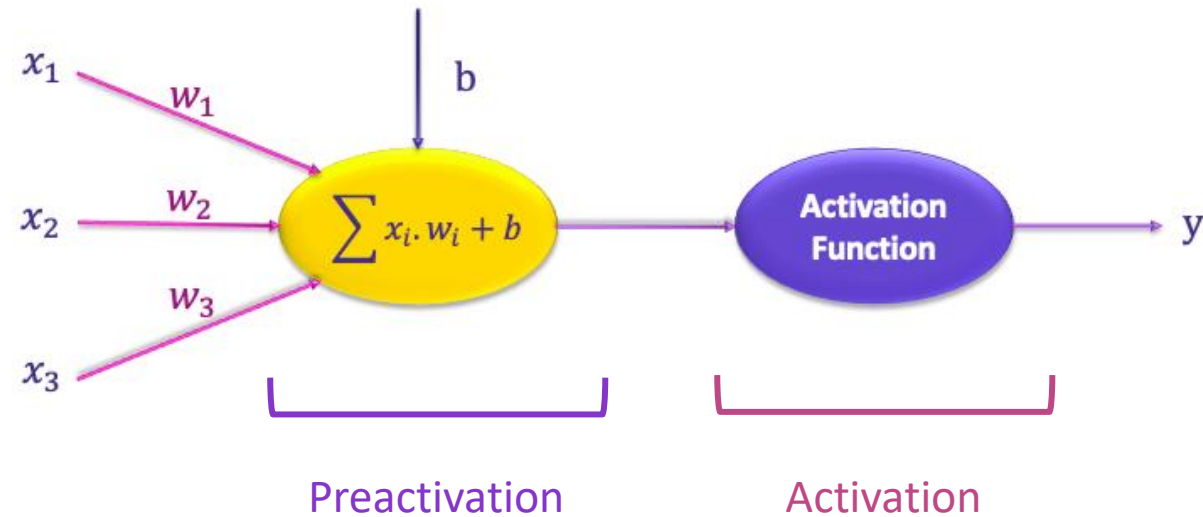 x₁
w₁
b
x₂
w₂
∑ xᵢ. wᵢ + b
Activation
Function
y
w₃
x₃
Preactivation
Activation